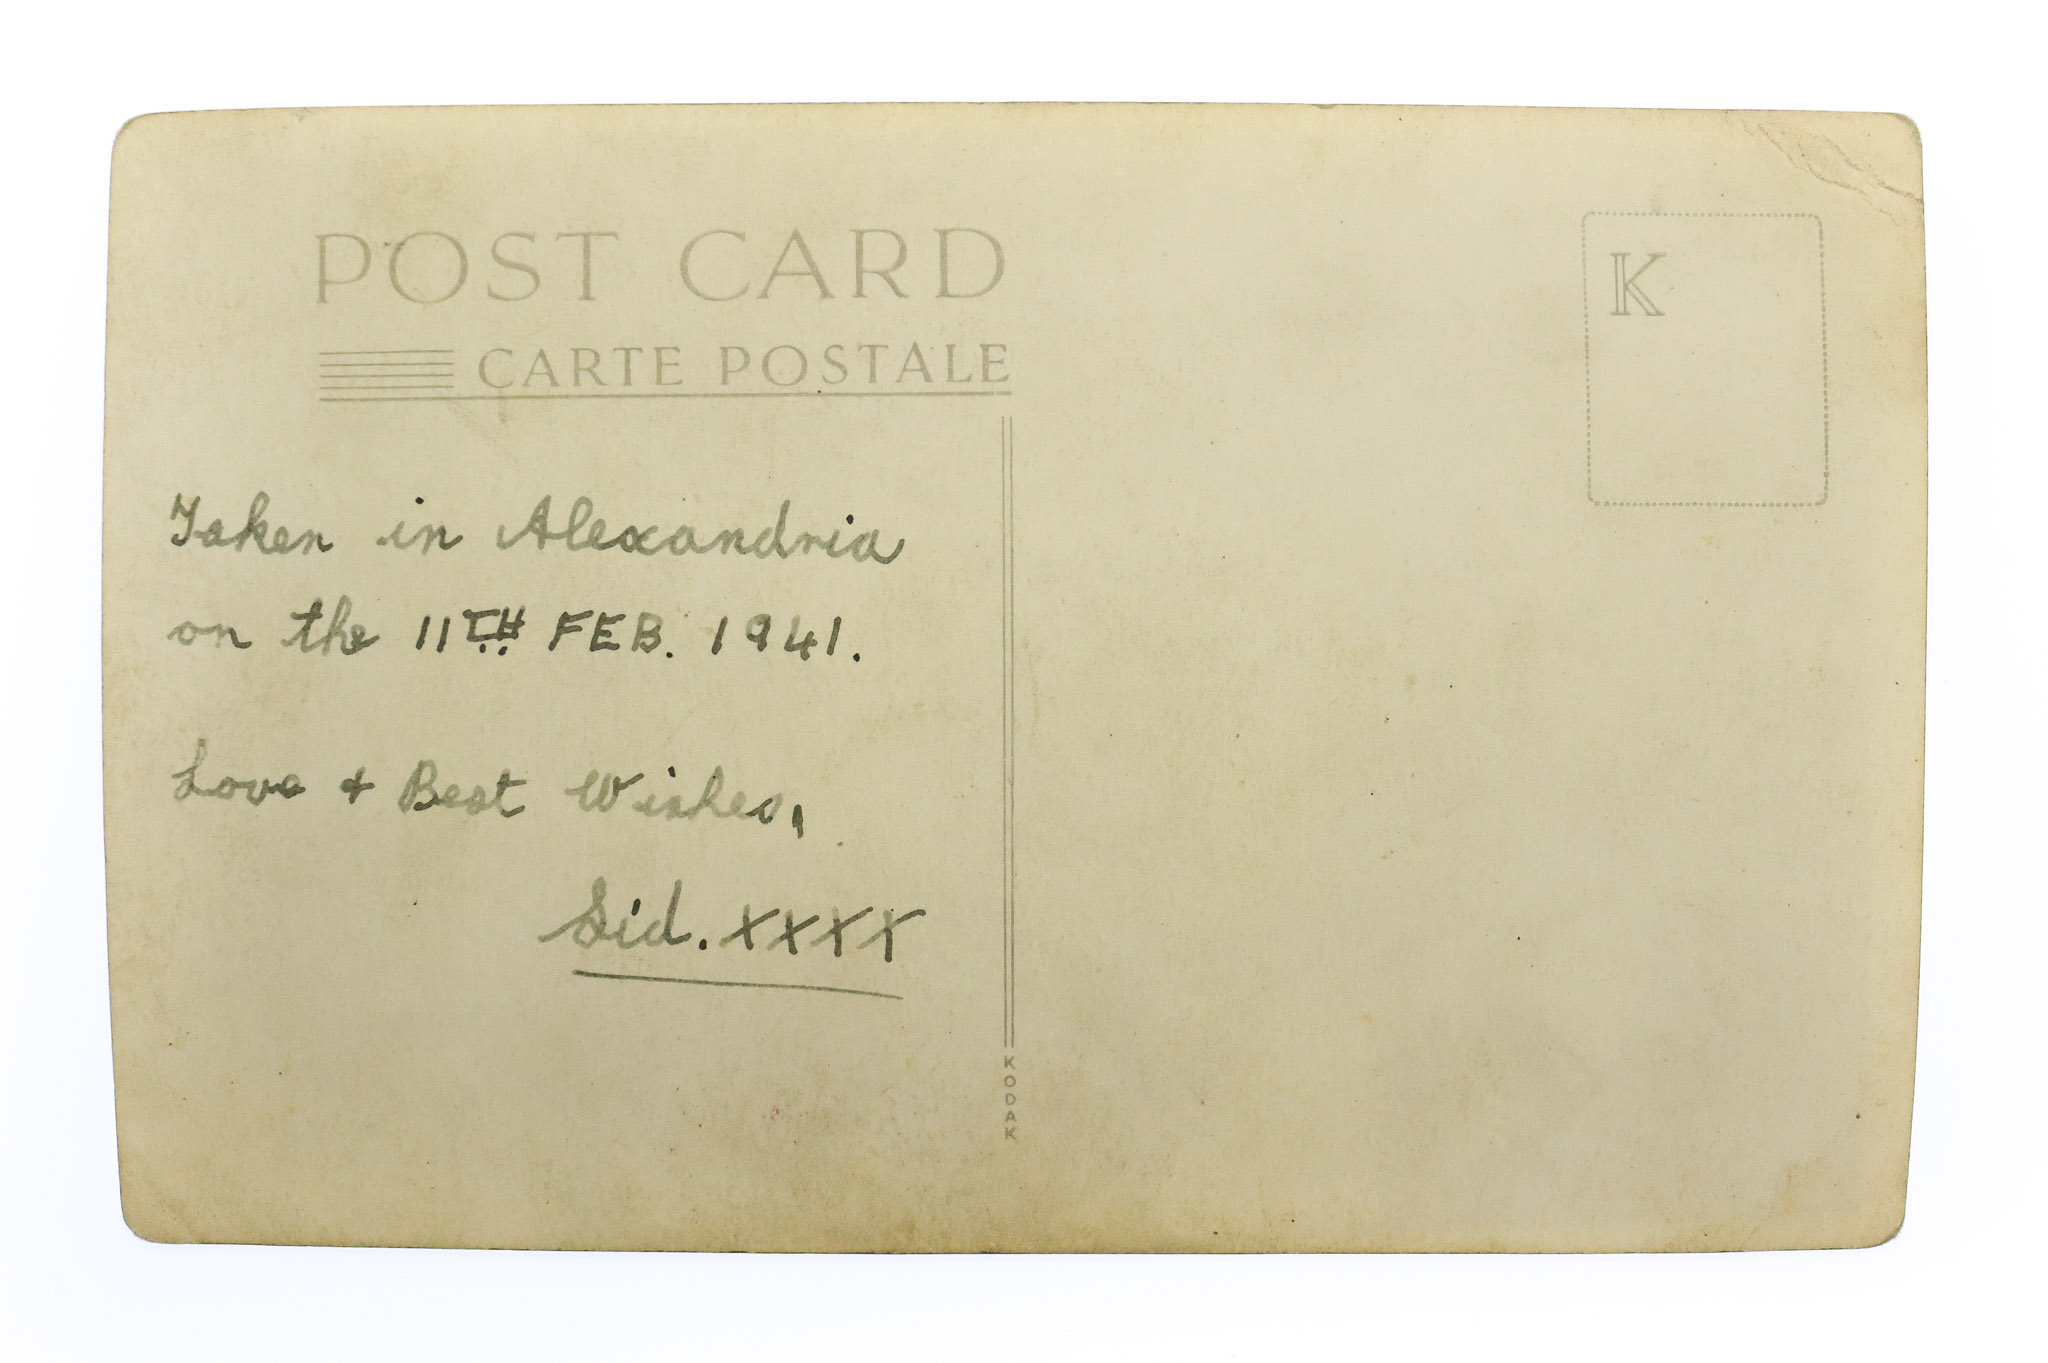 POST CARD
CARTE POSTALE
K
Taken in Alexandria
on the 11TH FEB. 1941.
Love + Best Wishes,
Sid. XXXX
KODAK